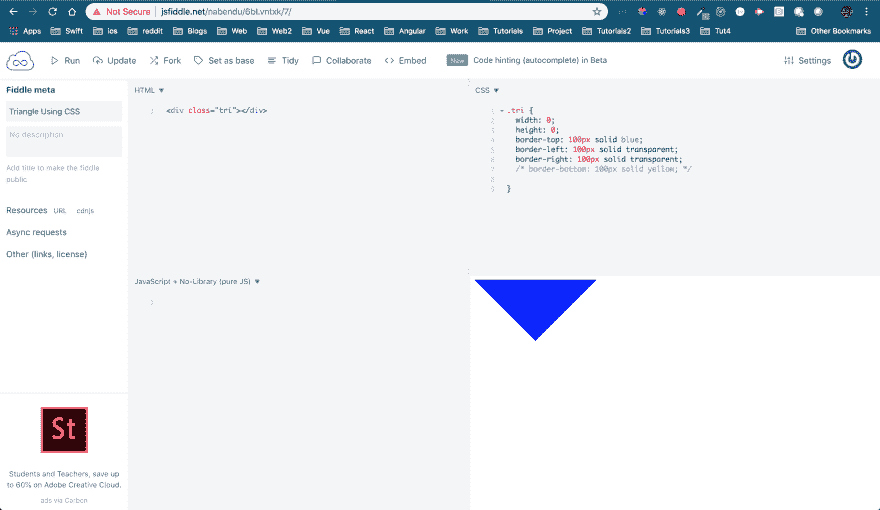 Not Secure | jsfiddle.net/nabendu/6bLvntxk/7/
Apps Swift ios reddit Blogs Web Web2 Vue React Angular Work Tutorials Project Tutorials2 Tutorials3 Tut4 Other Bookmarks
Run Update Fork Set as base Tidy Collaborate Embed New Code hinting (autocomplete) in Beta Settings
Fiddle meta
Triangle Using CSS
No description
Add title to make the fiddle
public.
Resources URL cdnjs
Async requests
Other (links, license)
HTML
1 <div class="tri"></div>
CSS
1 .tri {
2 width: 0;
3 height: 0;
4 border-top: 100px solid blue;
5 border-left: 100px solid transparent;
6 border-right: 100px solid transparent;
7 /* border-bottom: 100px solid yellow; */
8
9 }
JavaScript + No-Library (pure JS)
1
St
Students and Teachers, save up
to 60% on Adobe Creative Cloud.
ads via Carbon